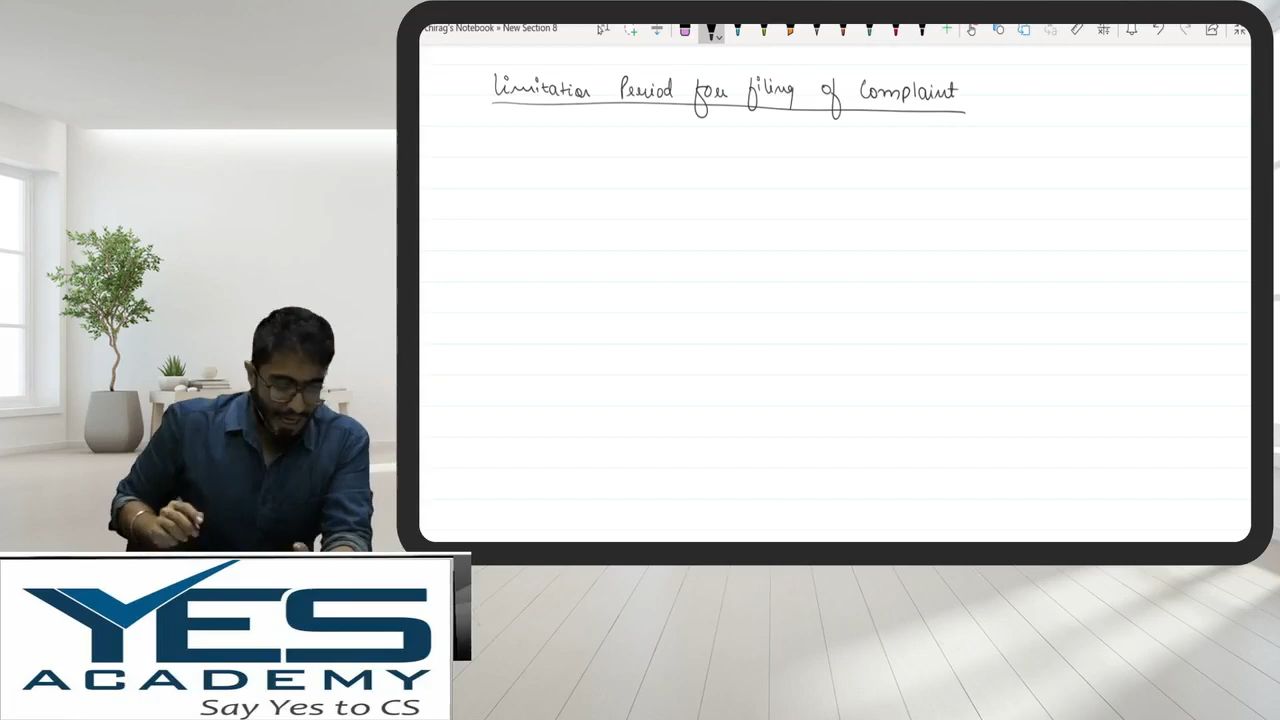 chirag's Notebook » New Section 8
Limitation Period for filing of Complaint
YES
ACADEMY
Say Yes to CS